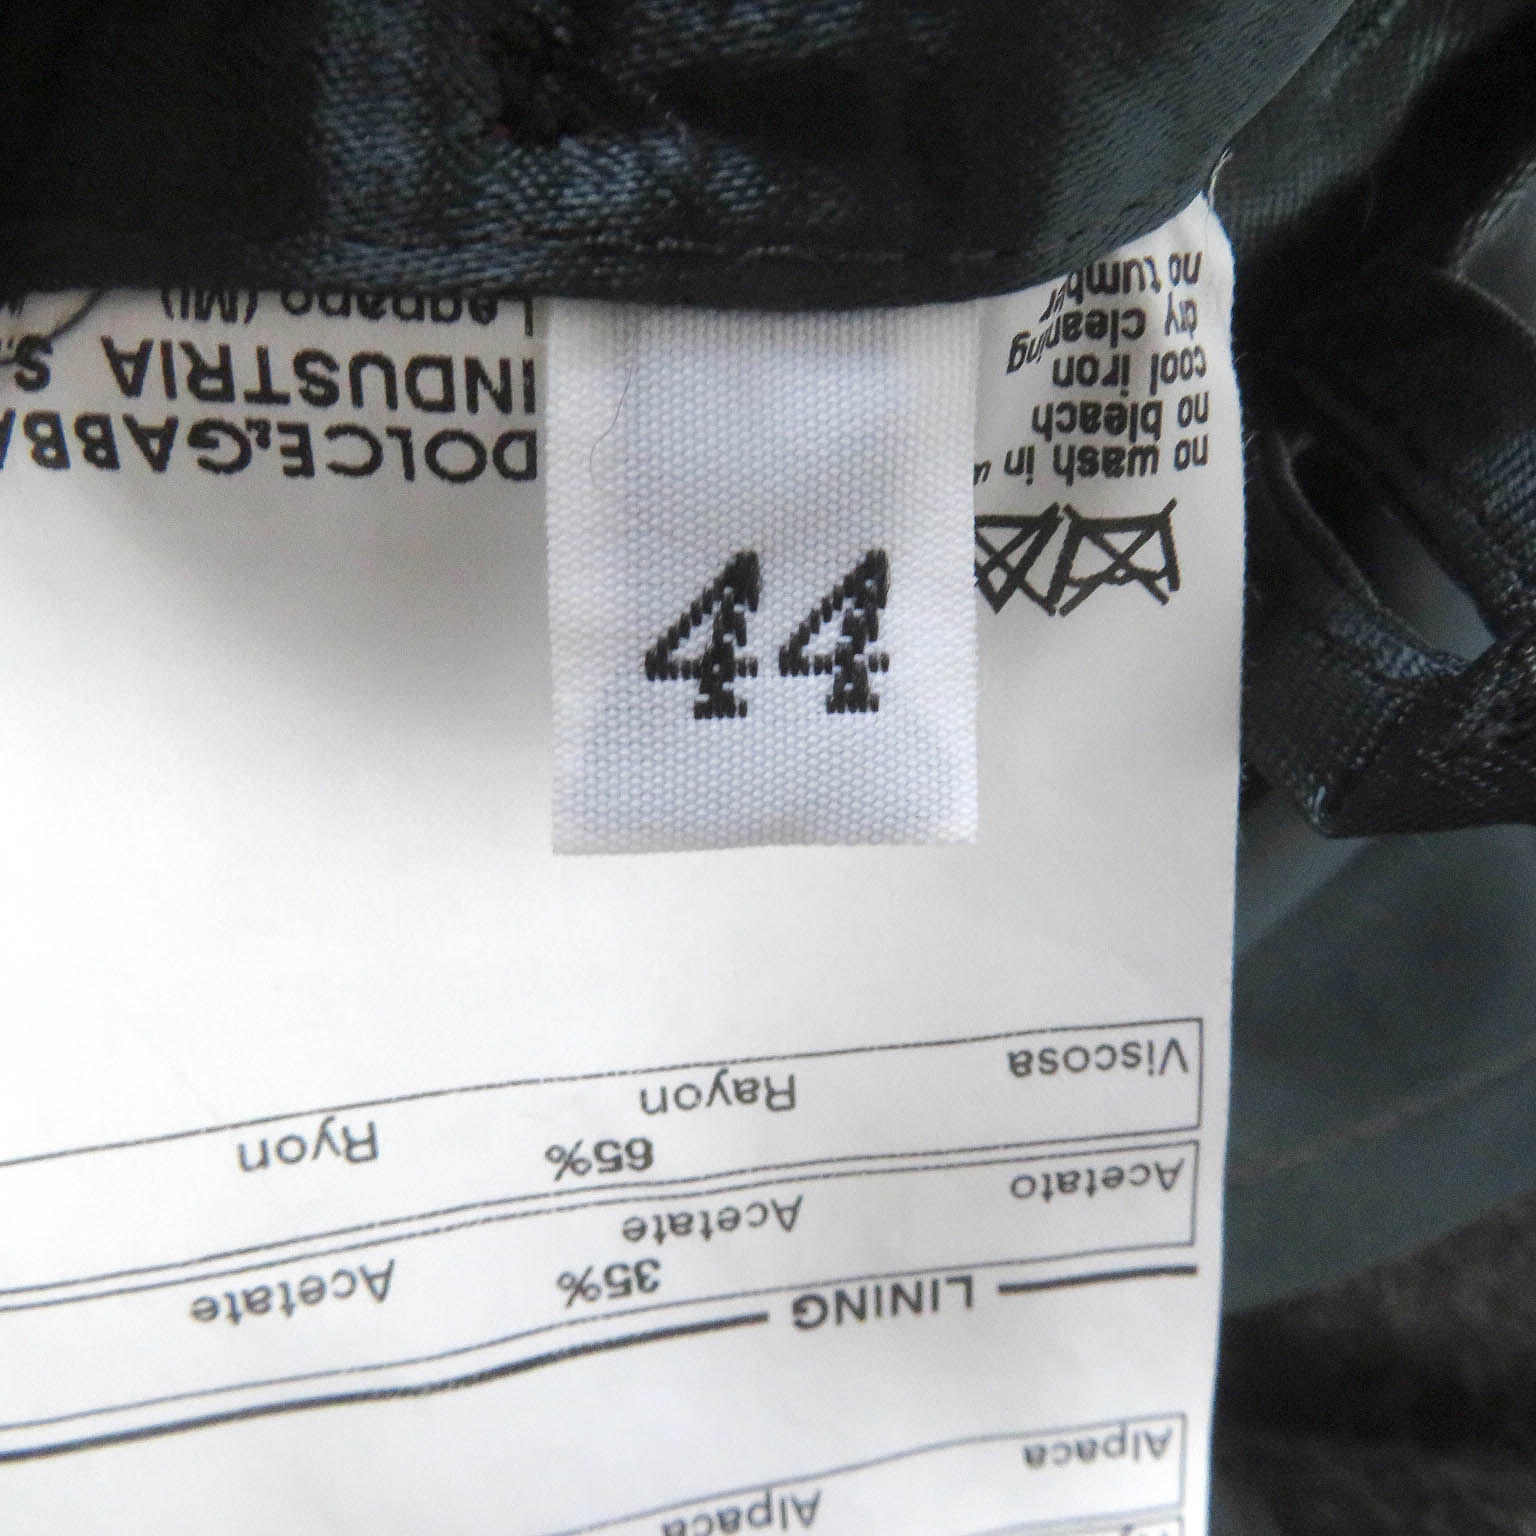 44
Alpaca Alpaca
LINING
Acetato Acetate 35% Acetate
Viscosa Rayon 65% Ryon
no wash in
no bleach
cool iron
dry cleaning
no
DOLCE & GABBA
INDUSTRIA S.
Legnano (MI)